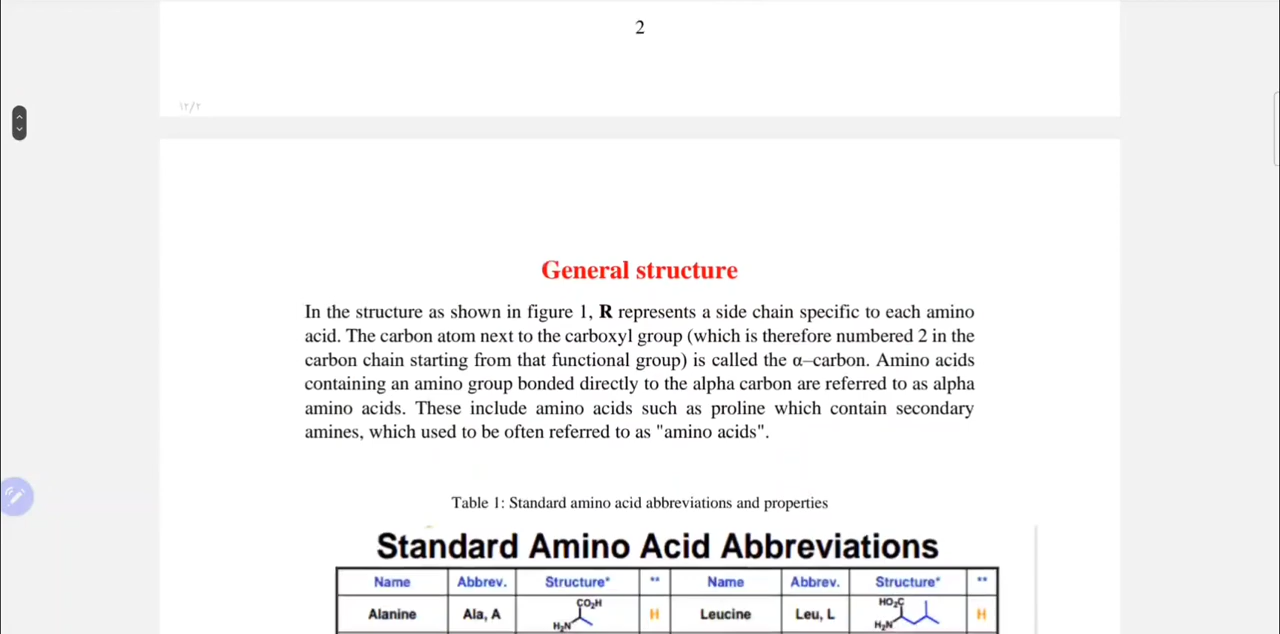 2
١٢/٢
General structure
In the structure as shown in figure 1, R represents a side chain specific to each amino
acid. The carbon atom next to the carboxyl group (which is therefore numbered 2 in the
carbon chain starting from that functional group) is called the α–carbon. Amino acids
containing an amino group bonded directly to the alpha carbon are referred to as alpha
amino acids. These include amino acids such as proline which contain secondary
amines, which used to be often referred to as "amino acids".
Table 1: Standard amino acid abbreviations and properties
Standard Amino Acid Abbreviations
Name Abbrev. Structure* ** Name Abbrev. Structure* **
Alanine Ala, A CO₂H H₂N H Leucine Leu, L HO₂C H₂N H